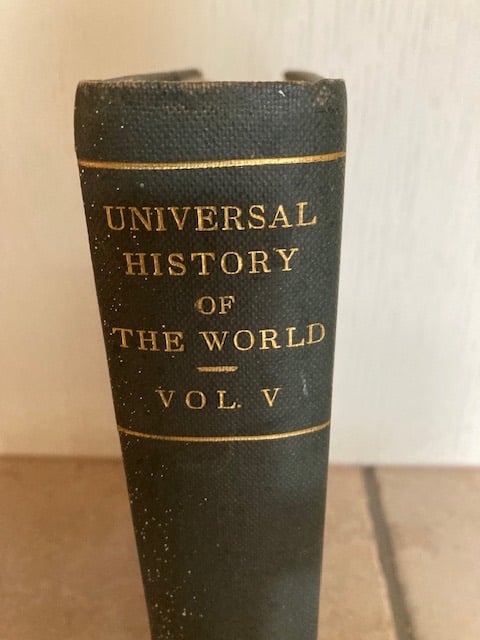 UNIVERSAL
HISTORY
OF
THE WORLD
VOL. V